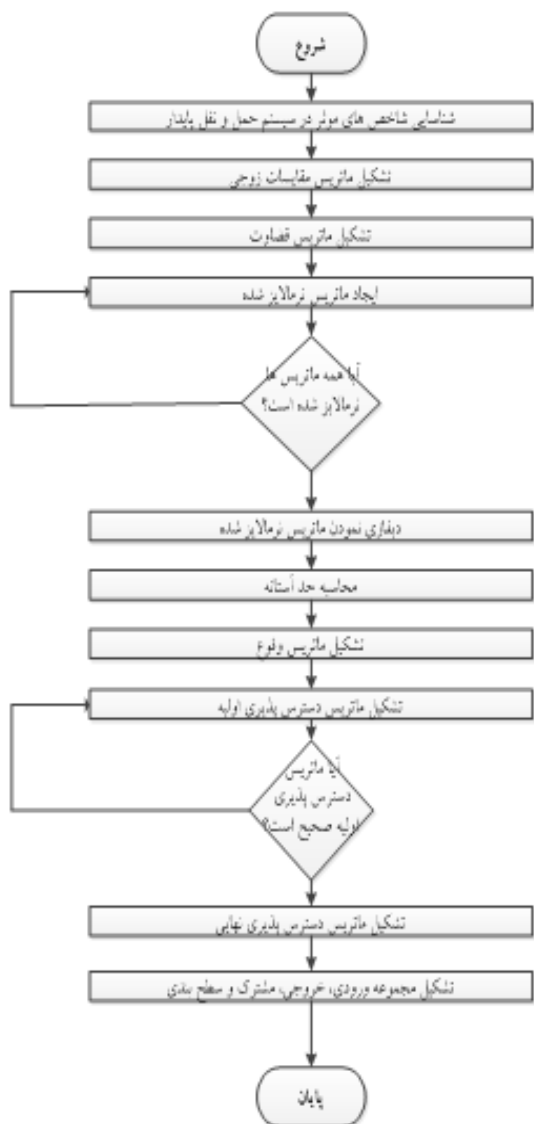 شروع
شناسایی شاخص های موثر در سیستم حمل و نقل پایدار
تشکیل ماتریس مقایسات زوجی
تشکیل ماتریس قضاوت
ایجاد ماتریس نرمالایز شده
آیا همه ماتریس ها
نرمالایز شده است؟
دیفازی نمودن ماتریس نرمالایز شده
محاسبه حد آستانه
تشکیل ماتریس وقوع
تشکیل ماتریس دسترس پذیری اولیه
آیا ماتریس
دسترس پذیری
اولیه صحیح است؟
تشکیل ماتریس دسترس پذیری نهایی
تشکیل مجموعه ورودی، خروجی، مشترک و سطح بندی
پایان